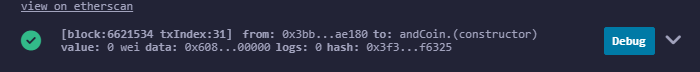 view on etherscan
[block:6621534 txIndex:31] from: 0x3bb...ae180 to: andCoin.(constructor)
value: 0 wei data: 0x608...00000 logs: 0 hash: 0x3f3...f6325
Debug